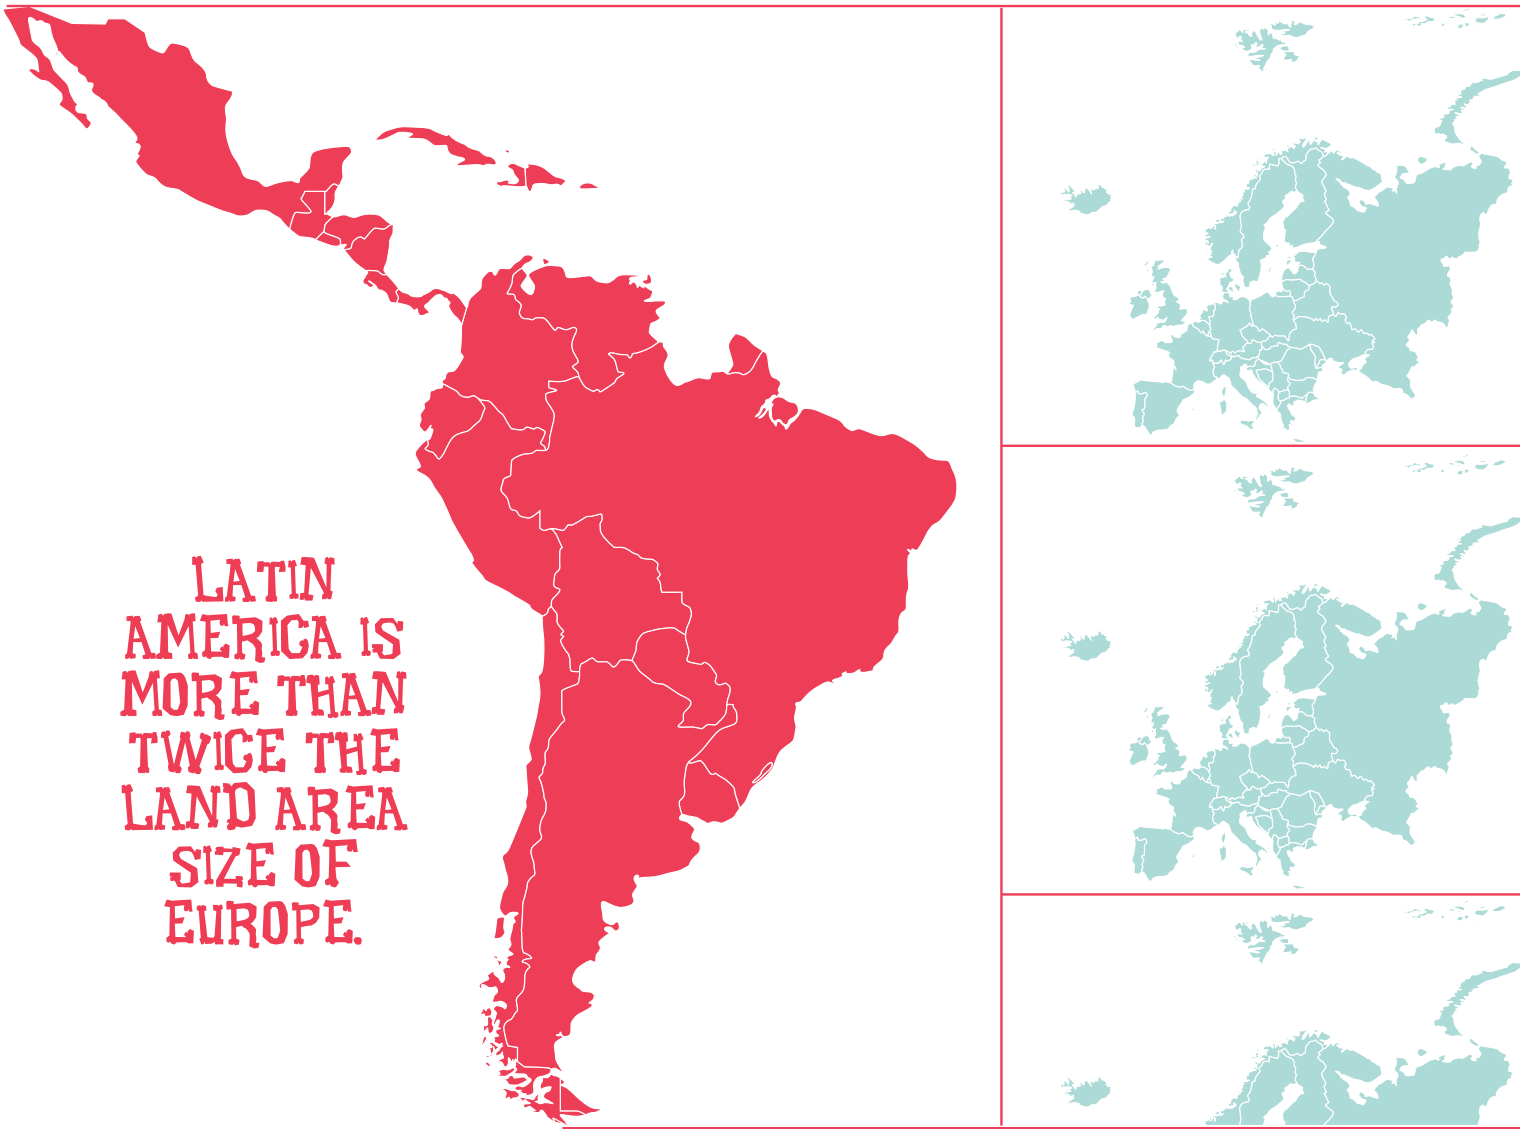 LATIN
AMERICA IS
MORE THAN
TWICE THE
LAND AREA
SIZE OF
EUROPE.